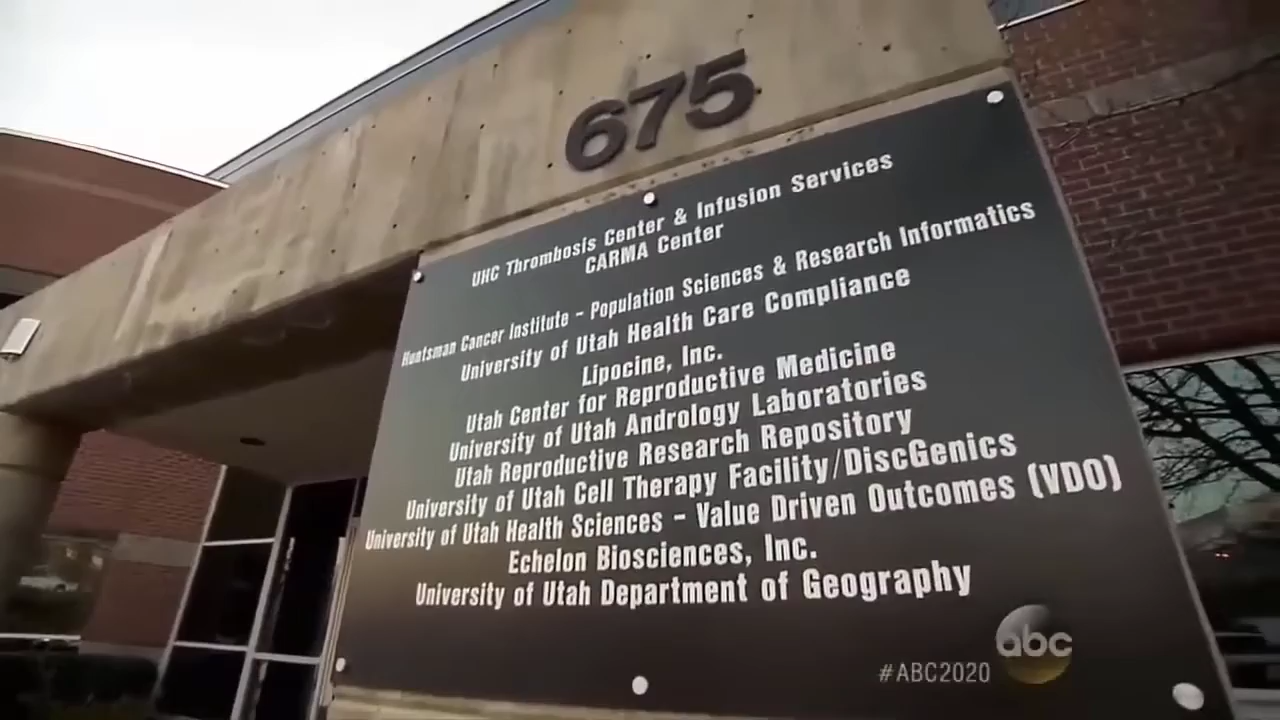 675
UHC Thrombosis Center & Infusion Services
CARMA Center
Huntsman Cancer Institute - Population Sciences & Research Informatics
University of Utah Health Care Compliance
Lipocine, Inc.
Utah Center for Reproductive Medicine
University of Utah Andrology Laboratories
Utah Reproductive Research Repository
University of Utah Cell Therapy Facility/DiscGenics
University of Utah Health Sciences - Value Driven Outcomes (VDO)
Echelon Biosciences, Inc.
University of Utah Department of Geography
#ABC2020
abc